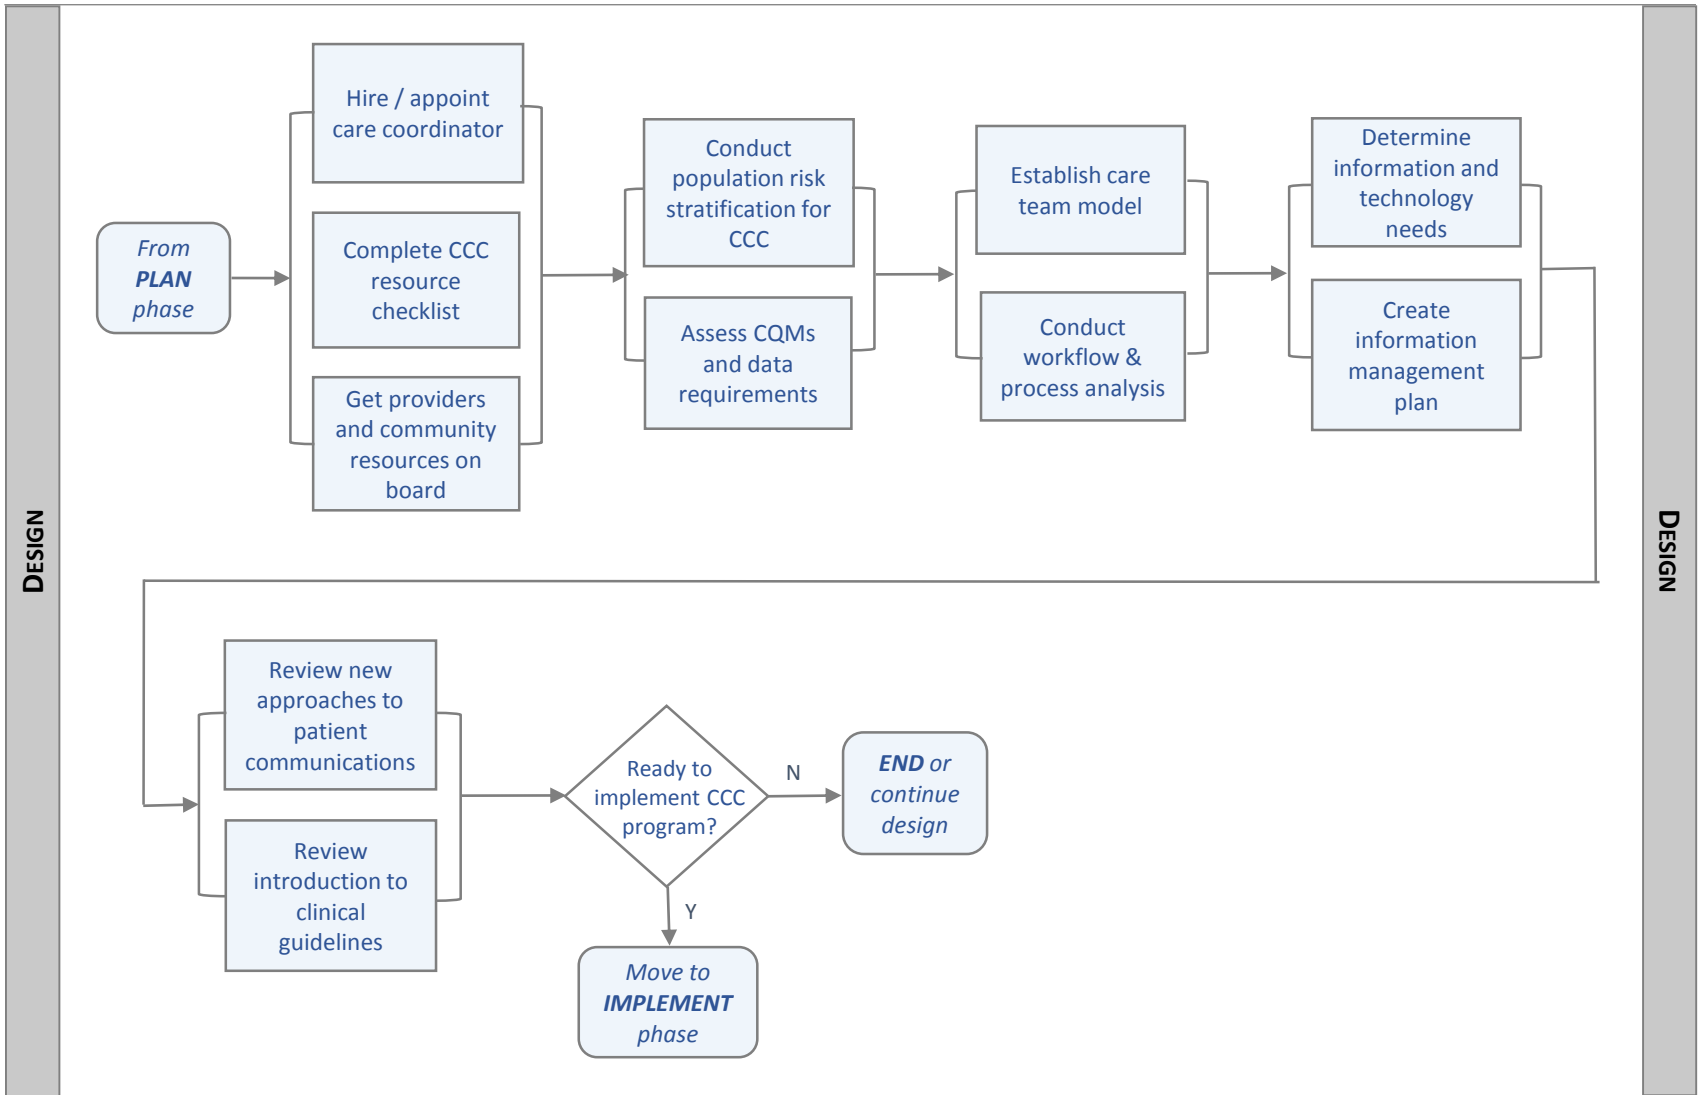 DESIGN
From
PLAN
phase
Hire / appoint
care coordinator
Complete CCC
resource
checklist
Get providers
and community
resources on
board
Conduct
population risk
stratification for
CCC
Assess CQMs
and data
requirements
Establish care
team model
Conduct
workflow &
process analysis
Determine
information and
technology
needs
Create
information
management
plan
DESIGN
Review new
approaches to
patient
communications
Review
introduction to
clinical
guidelines
Ready to
implement CCC
program?
N
END or
continue
design
Y
Move to
IMPLEMENT
phase